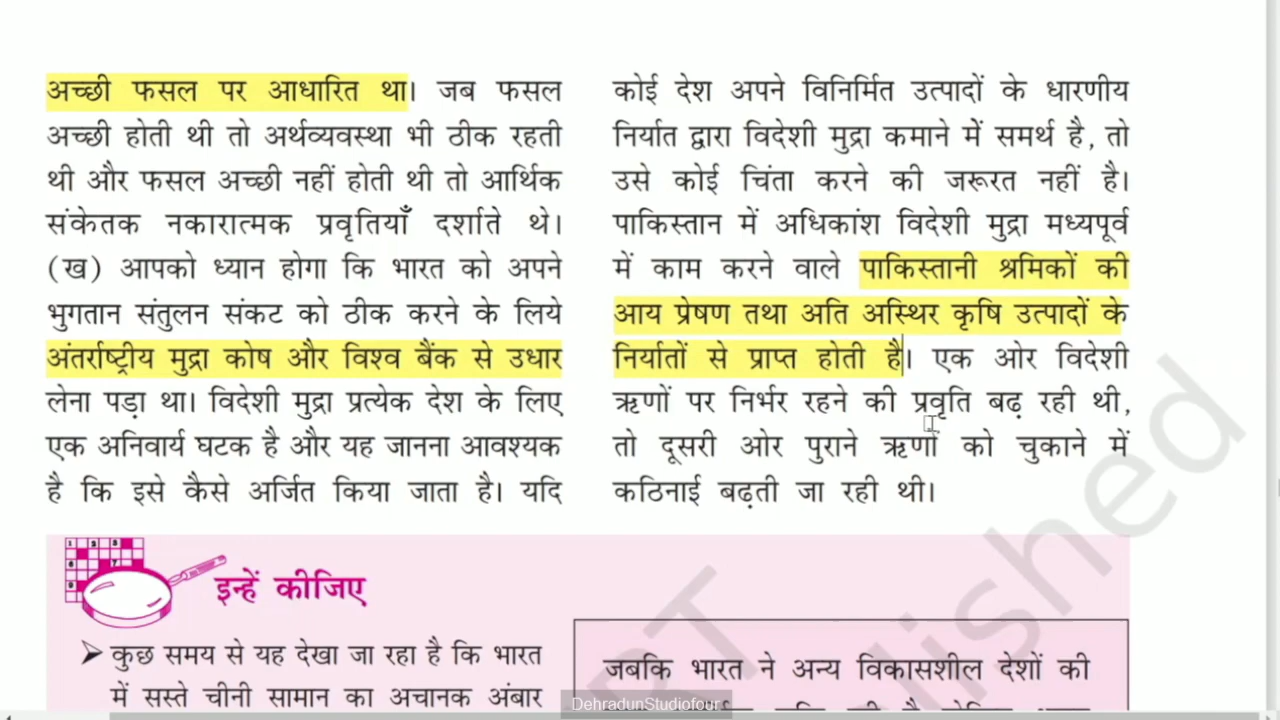 अच्छी फसल पर आधारित था। जब फसल
अच्छी होती थी तो अर्थव्यवस्था भी ठीक रहती
थी और फसल अच्छी नहीं होती थी तो आर्थिक
संकेतक नकारात्मक प्रवृतियाँ दर्शाते थे।
(ख) आपको ध्यान होगा कि भारत को अपने
भुगतान संतुलन संकट को ठीक करने के लिये
अंतर्राष्ट्रीय मुद्रा कोष और विश्व बैंक से उधार
लेना पड़ा था। विदेशी मुद्रा प्रत्येक देश के लिए
एक अनिवार्य घटक है और यह जानना आवश्यक
है कि इसे कैसे अर्जित किया जाता है। यदि
कोई देश अपने विनिर्मित उत्पादों के धारणीय
निर्यात द्वारा विदेशी मुद्रा कमाने में समर्थ है, तो
उसे कोई चिंता करने की जरूरत नहीं है।
पाकिस्तान में अधिकांश विदेशी मुद्रा मध्यपूर्व
में काम करने वाले पाकिस्तानी श्रमिकों की
आय प्रेषण तथा अति अस्थिर कृषि उत्पादों के
निर्यातों से प्राप्त होती है। एक ओर विदेशी
ऋणों पर निर्भर रहने की प्रवृति बढ़ रही थी,
तो दूसरी ओर पुराने ऋणों को चुकाने में
कठिनाई बढ़ती जा रही थी।
इन्हें कीजिए
कुछ समय से यह देखा जा रहा है कि भारत
में सस्ते चीनी सामान का अचानक अंबार
जबकि भारत ने अन्य विकासशील देशों की
DehradunStudiofour